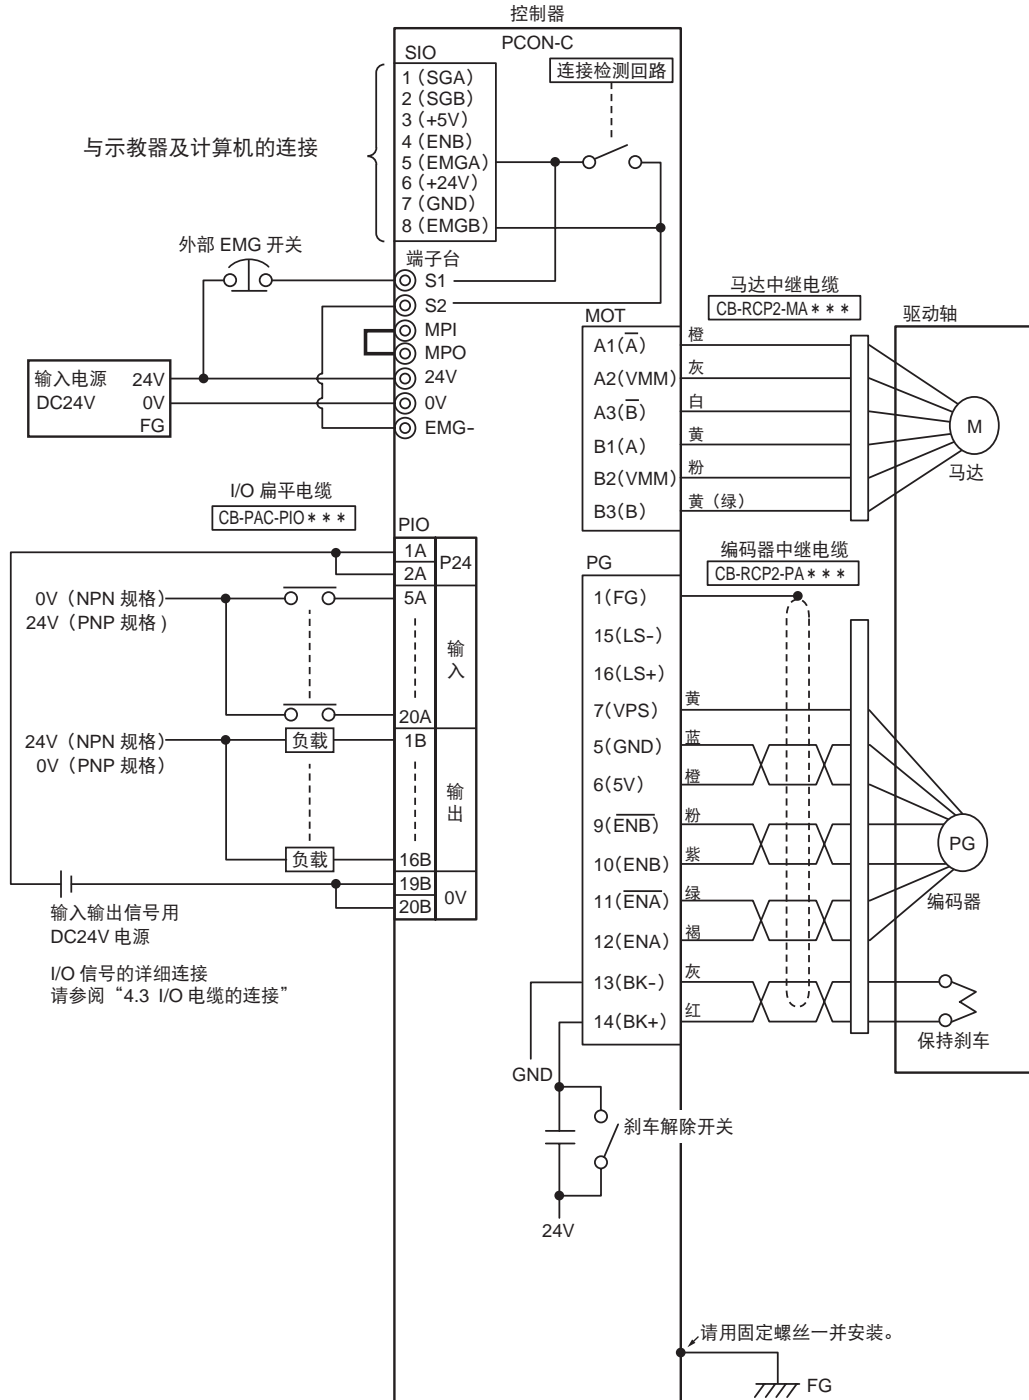 控制器
PCON-C
SIO
连接检测回路
1 (SGA)
2 (SGB)
3 (+5V)
4 (ENB)
5 (EMGA)
6 (+24V)
7 (GND)
8 (EMGB)
与示教器及计算机的连接
外部 EMG 开关
端子台
S1
S2
MPI
MPO
24V
0V
EMG-
输入电源 24V
DC24V 0V
FG
马达中继电缆
CB-RCP2-MA＊＊＊
驱动轴
MOT
A1(A̅) 橙
A2(VMM) 灰
A3(B̅) 白
B1(A) 黄
B2(VMM) 粉
B3(B) 黄（绿）
M
马达
I/O 扁平电缆
CB-PAC-PIO＊＊＊
PIO
1A
2A
P24
0V（NPN 规格）
24V（PNP 规格）
5A
输入
20A
24V（NPN 规格）
0V（PNP 规格）
负载
1B
输出
负载
16B
19B
20B
0V
输入输出信号用
DC24V 电源
I/O 信号的详细连接
请参阅“4.3 I/O 电缆的连接”
编码器中继电缆
CB-RCP2-PA＊＊＊
PG
1(FG)
15(LS-)
16(LS+)
7(VPS) 黄
5(GND) 蓝
6(5V) 橙
9(E̅N̅B̅) 粉
10(ENB) 紫
11(E̅N̅A̅) 绿
12(ENA) 褐
13(BK-) 灰
14(BK+) 红
PG
编码器
保持刹车
GND
刹车解除开关
24V
请用固定螺丝一并安装。
FG